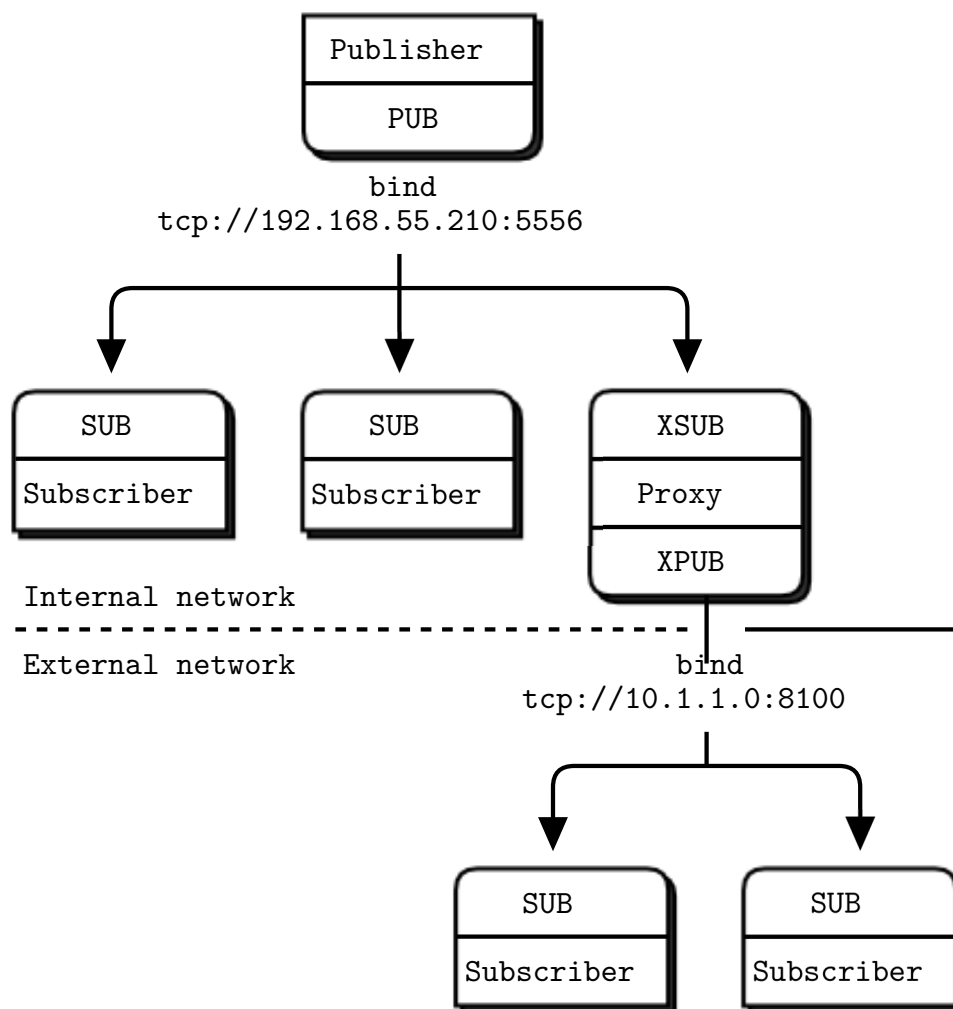 Publisher
PUB
bind
tcp://192.168.55.210:5556
SUB
SUB
XSUB
Subscriber
Subscriber
Proxy
XPUB
Internal network
External network
bind
tcp://10.1.1.0:8100
SUB
SUB
Subscriber
Subscriber